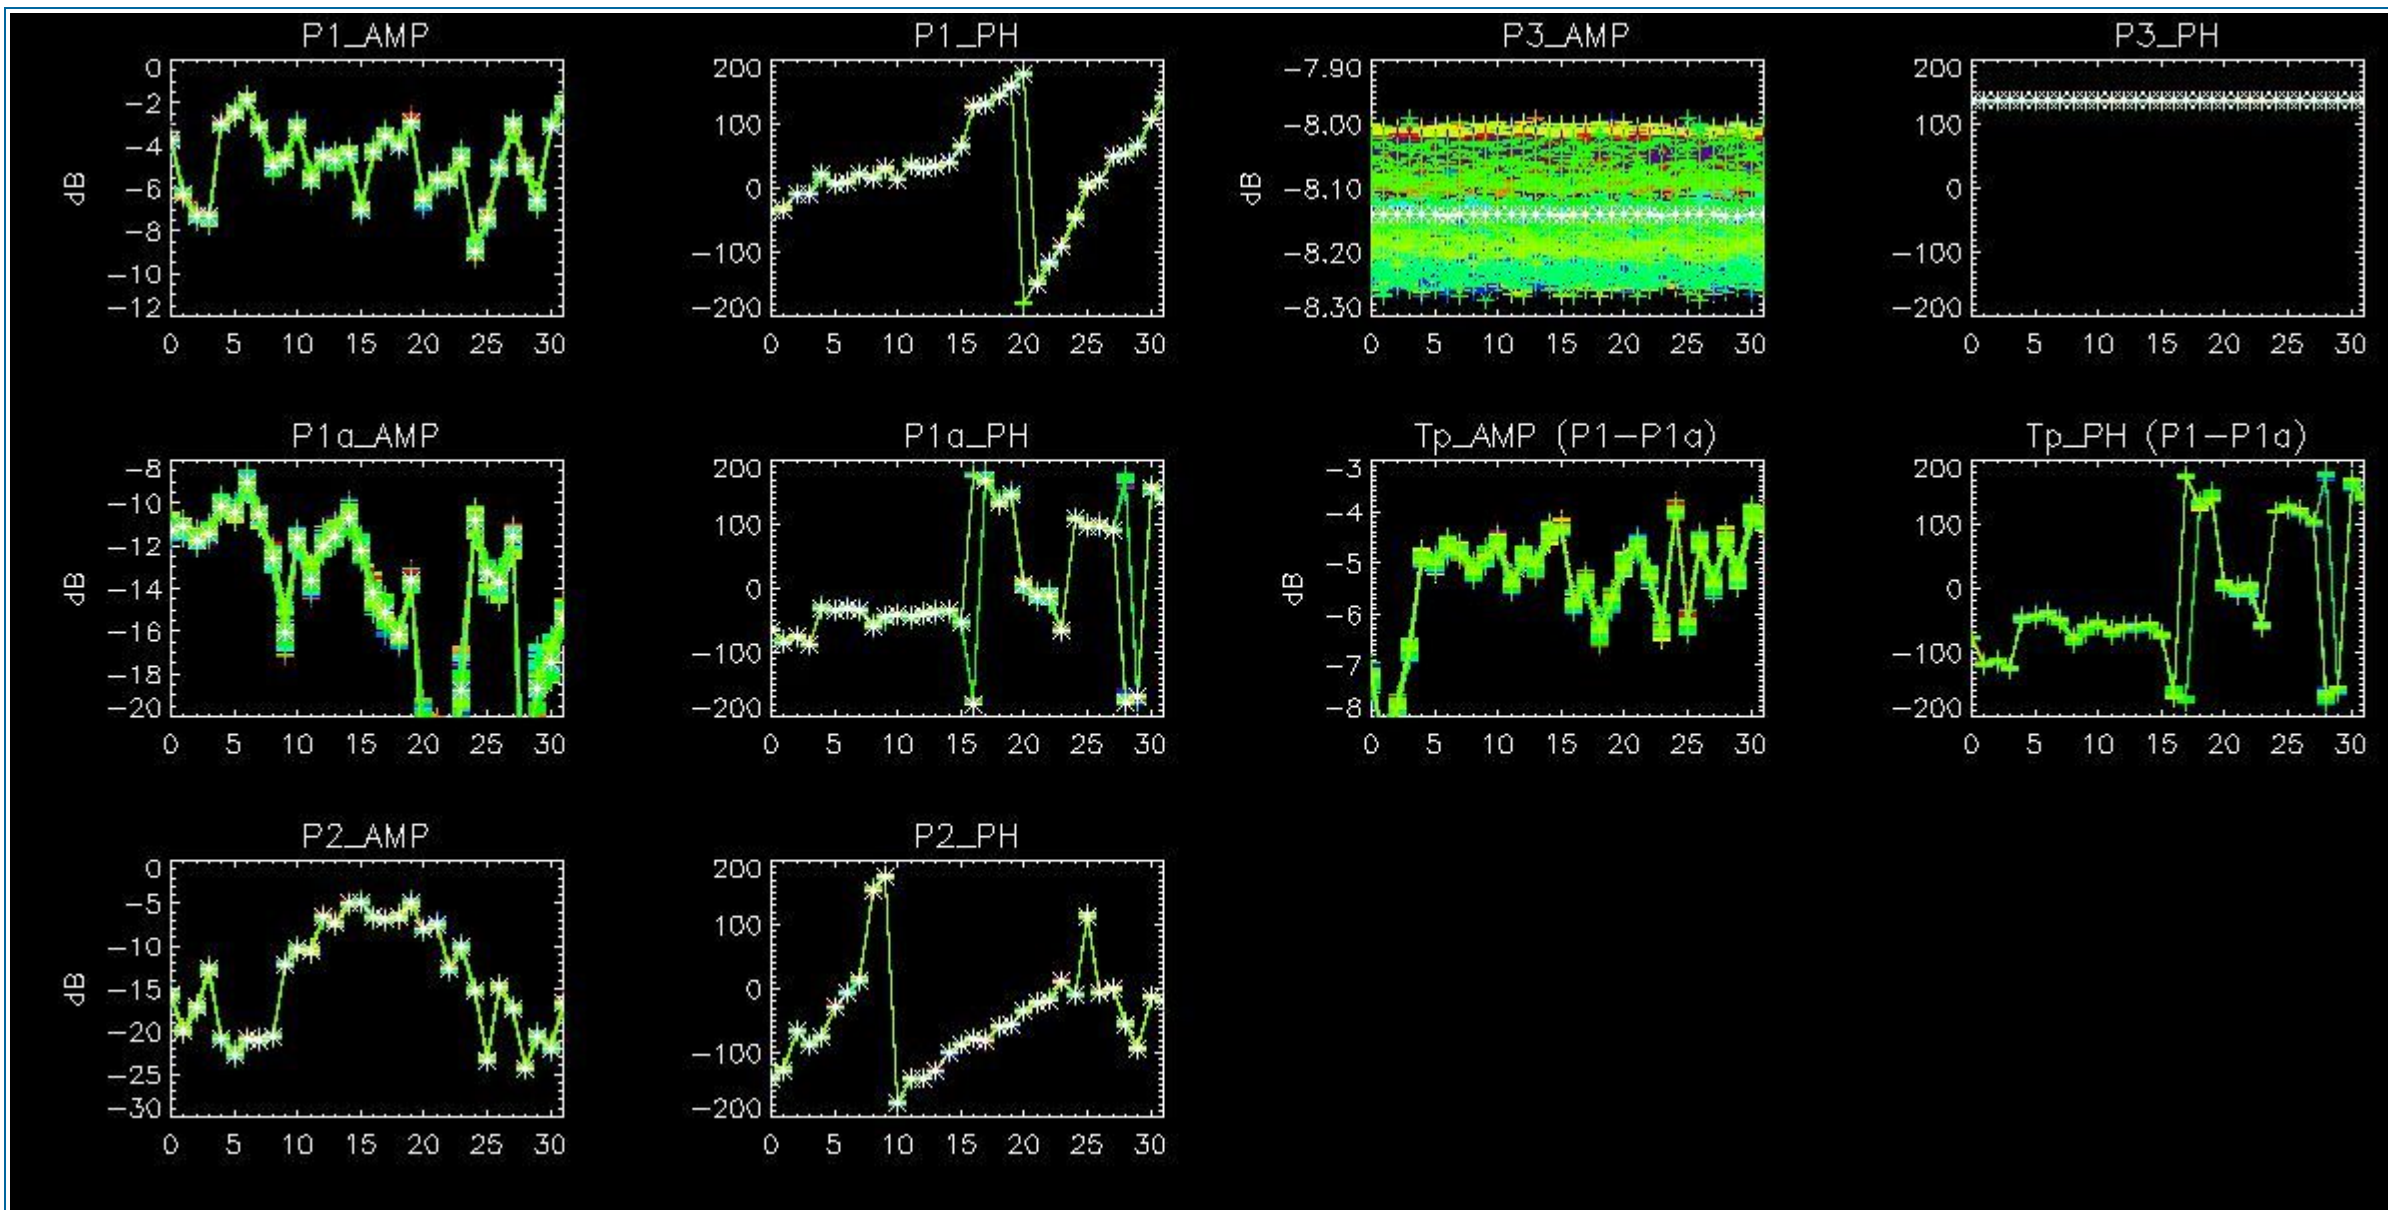 P1_AMP P1_PH P3_AMP P3_PH
0 200 −7.90 200
−2 100 −8.00 100
−4 0 −8.10 0
−6 −100 −8.20 −100
−8 −200 −8.30 −200
−10
−12
dB dB
0 5 10 15 20 25 30 0 5 10 15 20 25 30 0 5 10 15 20 25 30 0 5 10 15 20 25 30
P1a_AMP P1a_PH Tp_AMP (P1−P1a) Tp_PH (P1−P1a)
−8 200 −3 200
−10 100 −4 100
−12 0 −5 0
−14 −100 −6 −100
−16 −200 −7 −200
−18 −8
−20
dB dB
0 5 10 15 20 25 30 0 5 10 15 20 25 30 0 5 10 15 20 25 30 0 5 10 15 20 25 30
P2_AMP P2_PH
0 200
−5 100
−10 0
−15 −100
−20 −200
−25
−30
dB
0 5 10 15 20 25 30 0 5 10 15 20 25 30